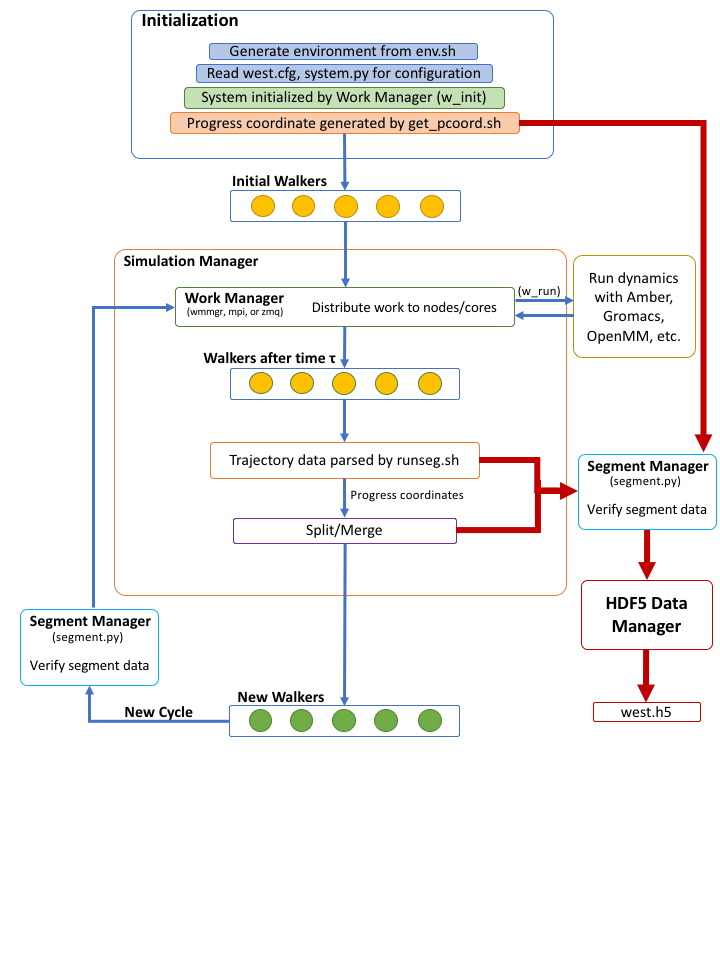 Initialization
Generate environment from env.sh
Read west.cfg, system.py for configuration
System initialized by Work Manager (w_init)
Progress coordinate generated by get_pcoord.sh
Initial Walkers
Simulation Manager
Work Manager
(wmmgr, mpi, or zmq)
Distribute work to nodes/cores
(w_run)
Run dynamics
with Amber,
Gromacs,
OpenMM, etc.
Walkers after time τ
Trajectory data parsed by runseg.sh
Progress coordinates
Split/Merge
Segment Manager
(segment.py)
Verify segment data
HDF5 Data
Manager
west.h5
Segment Manager
(segment.py)
Verify segment data
New Walkers
New Cycle